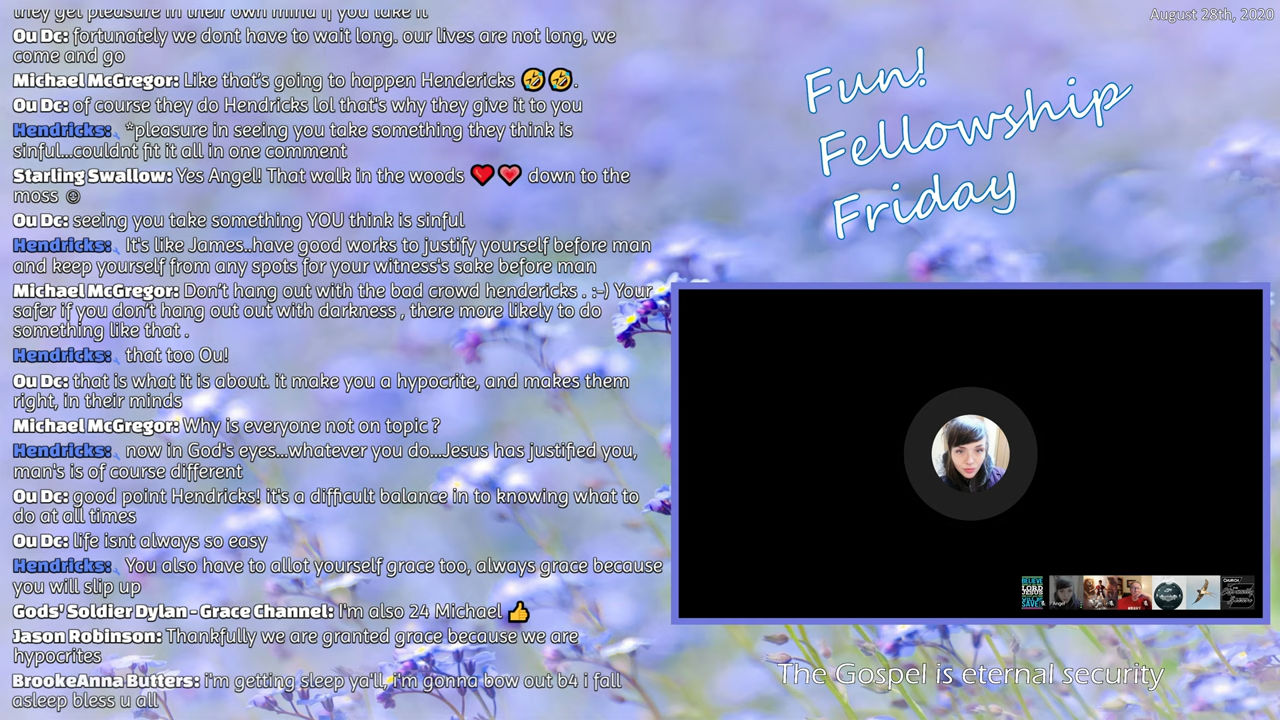 they get pleasure in their own mind if you take it
Ou Dc: fortunately we dont have to wait long. our lives are not long, we
come and go
Michael McGregor: Like that's going to happen Hendericks 🤣🤣.
Ou Dc: of course they do Hendricks lol that's why they give it to you
Hendricks: *pleasure in seeing you take something they think is
sinful...couldnt fit it all in one comment
Starling Swallow: Yes Angel! That walk in the woods ❤️💗 down to the
moss ☺
Ou Dc: seeing you take something YOU think is sinful
Hendricks: It's like James..have good works to justify yourself before man
and keep yourself from any spots for your witness's sake before man
Michael McGregor: Don't hang out with the bad crowd hendericks . :-) Your
safer if you don't hang out out with darkness , there more likely to do
something like that .
Hendricks: that too Ou!
Ou Dc: that is what it is about. it make you a hypocrite, and makes them
right, in their minds
Michael McGregor: Why is everyone not on topic ?
Hendricks: now in God's eyes...whatever you do...Jesus has justified you,
man's is of course different
Ou Dc: good point Hendricks! it's a difficult balance in to knowing what to
do at all times
Ou Dc: life isnt always so easy
Hendricks: You also have to allot yourself grace too, always grace because
you will slip up
Gods' Soldier Dylan - Grace Channel: I'm also 24 Michael 👍
Jason Robinson: Thankfully we are granted grace because we are
hypocrites
BrookeAnna Butters: i'm getting sleep ya'll, i'm gonna bow out b4 i fall
asleep bless u all
August 28th, 2020
Fun!
Fellowship
Friday
BELIEVE
LORD
JESUS
SAVE
Angel
CHURCH
The Gospel is eternal security